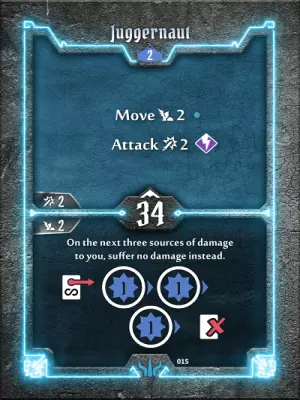 Juggernaut
2
Move 2
Attack 2
2
2
34
On the next three sources of damage
to you, suffer no damage instead.
1 1
1
015